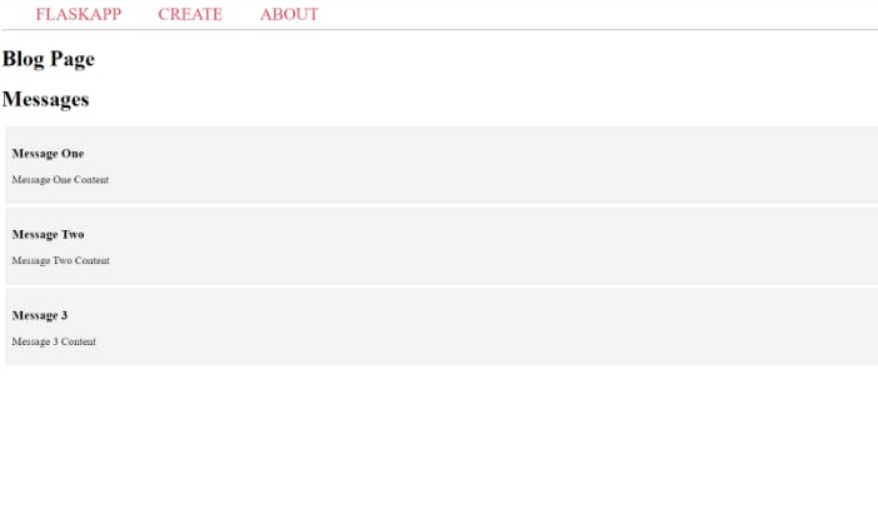 FLASKAPP CREATE ABOUT
Blog Page
Messages
Message One
Message One Content
Message Two
Message Two Content
Message 3
Message 3 Content